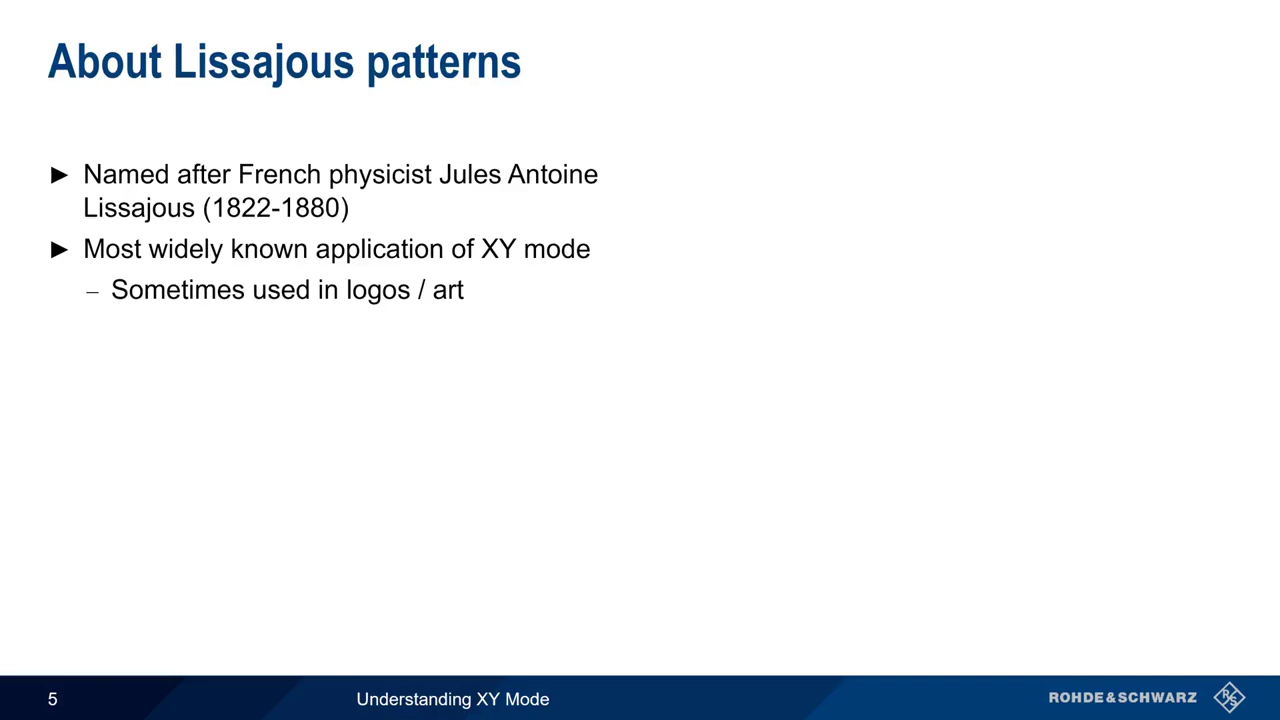 About Lissajous patterns
► Named after French physicist Jules Antoine
Lissajous (1822-1880)
► Most widely known application of XY mode
– Sometimes used in logos / art
5
Understanding XY Mode
ROHDE&SCHWARZ
R S